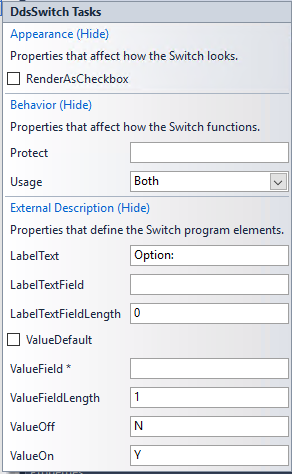 DdsSwitch Tasks
Appearance (Hide)
Properties that affect how the Switch looks.
RenderAsCheckbox
Behavior (Hide)
Properties that affect how the Switch functions.
Protect
Usage Both
External Description (Hide)
Properties that define the Switch program elements.
LabelText Option:
LabelTextField
LabelTextFieldLength 0
ValueDefault
ValueField *
ValueFieldLength 1
ValueOff N
ValueOn Y